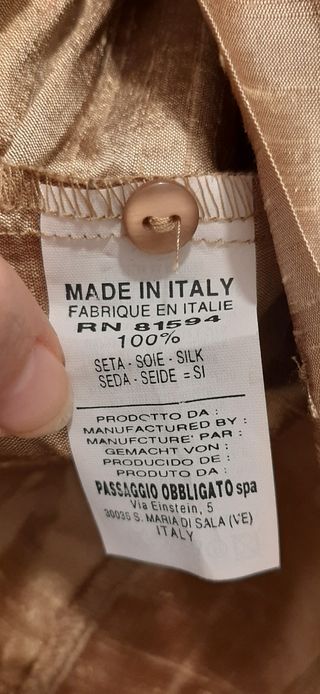 MADE IN ITALY
FABRIQUE EN ITALIE
RN 81594
100%
SETA - SOIE - SILK
SEDA - SEIDE = SI
PRODOTTO DA :
MANUFACTURED BY :
MANUFCTURE' PAR :
GEMACHT VON :
PRODUCIDO DE :
PRODUTO DA :
PASSAGGIO OBBLIGATO spa
Via Einstein, 5
30035 S. MARIA DI SALA (VE)
ITALY